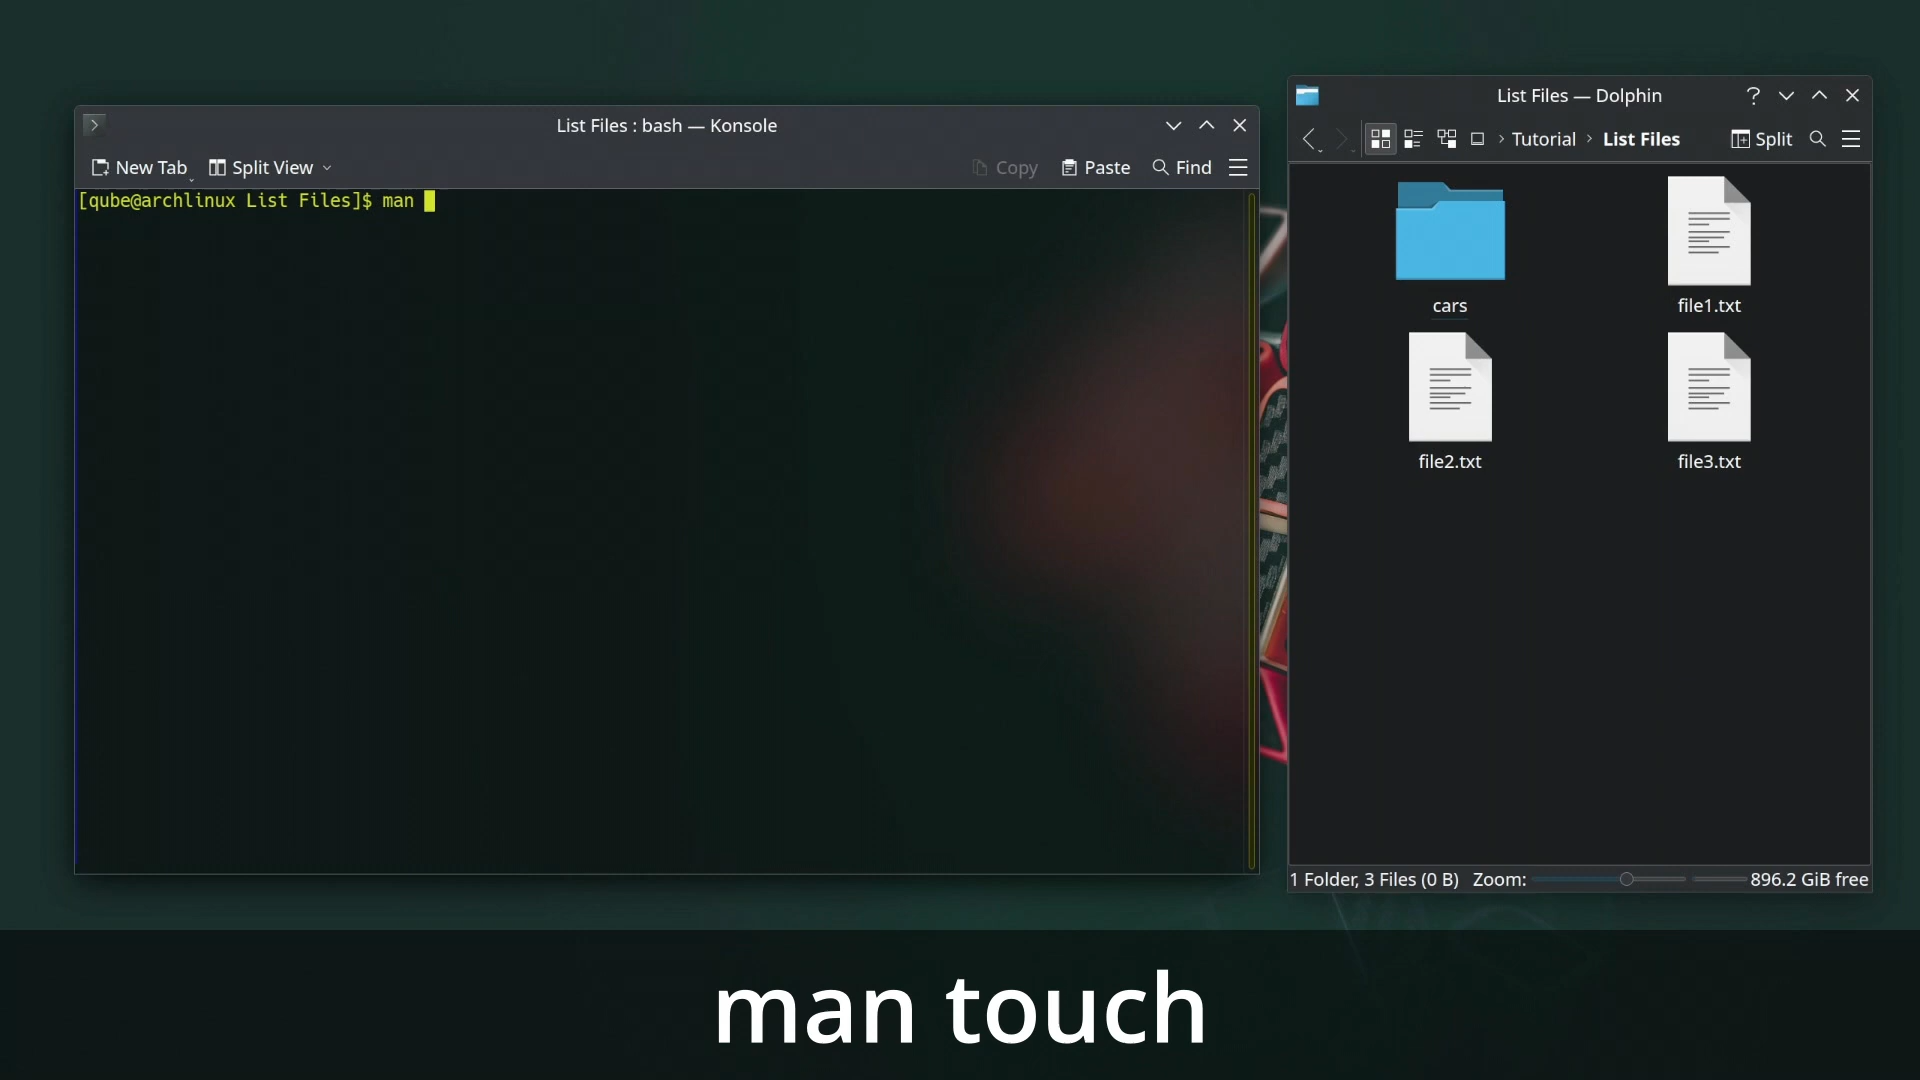 List Files : bash — Konsole
New Tab Split View Copy Paste Find
[qube@archlinux List Files]$ man
List Files — Dolphin
Tutorial List Files Split
cars file1.txt
file2.txt file3.txt
1 Folder, 3 Files (0 B) Zoom: 896.2 GiB free
man touch